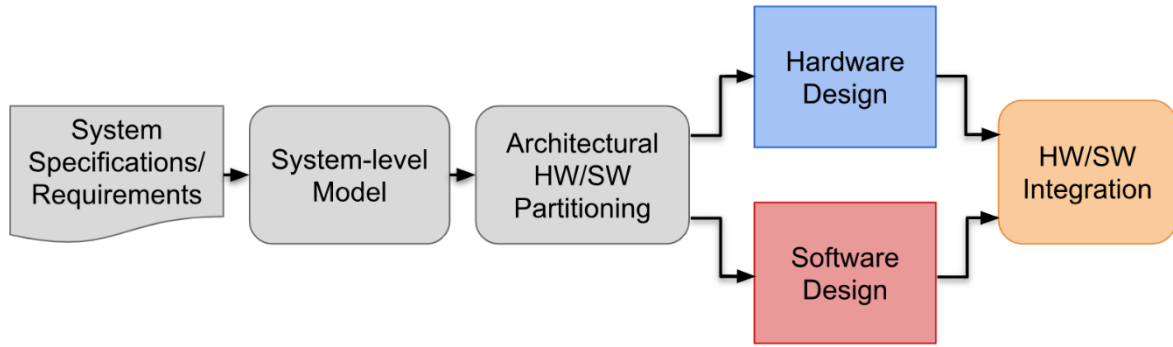 System
Specifications/
Requirements
System-level
Model
Architectural
HW/SW
Partitioning
Hardware
Design
Software
Design
HW/SW
Integration